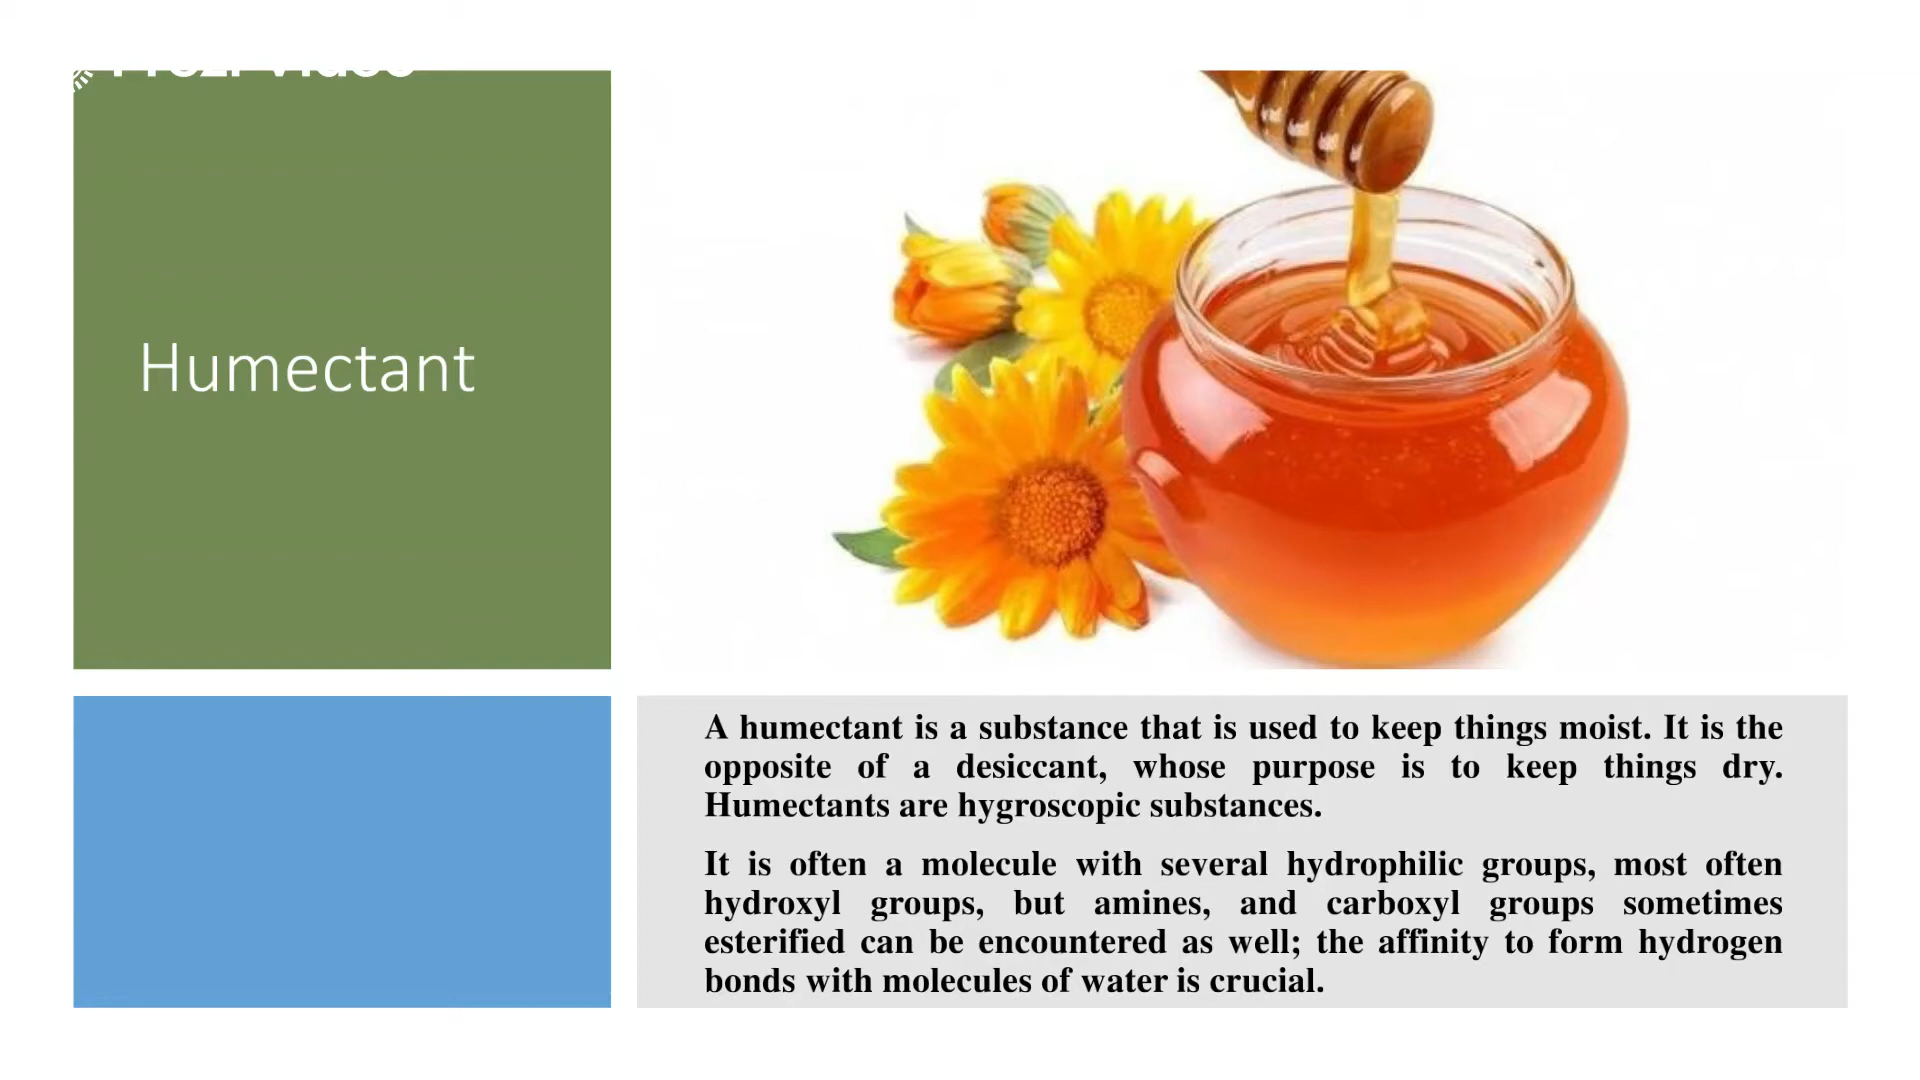 Humectant
A humectant is a substance that is used to keep things moist. It is the
opposite of a desiccant, whose purpose is to keep things dry.
Humectants are hygroscopic substances.
It is often a molecule with several hydrophilic groups, most often
hydroxyl groups, but amines, and carboxyl groups sometimes
esterified can be encountered as well; the affinity to form hydrogen
bonds with molecules of water is crucial.